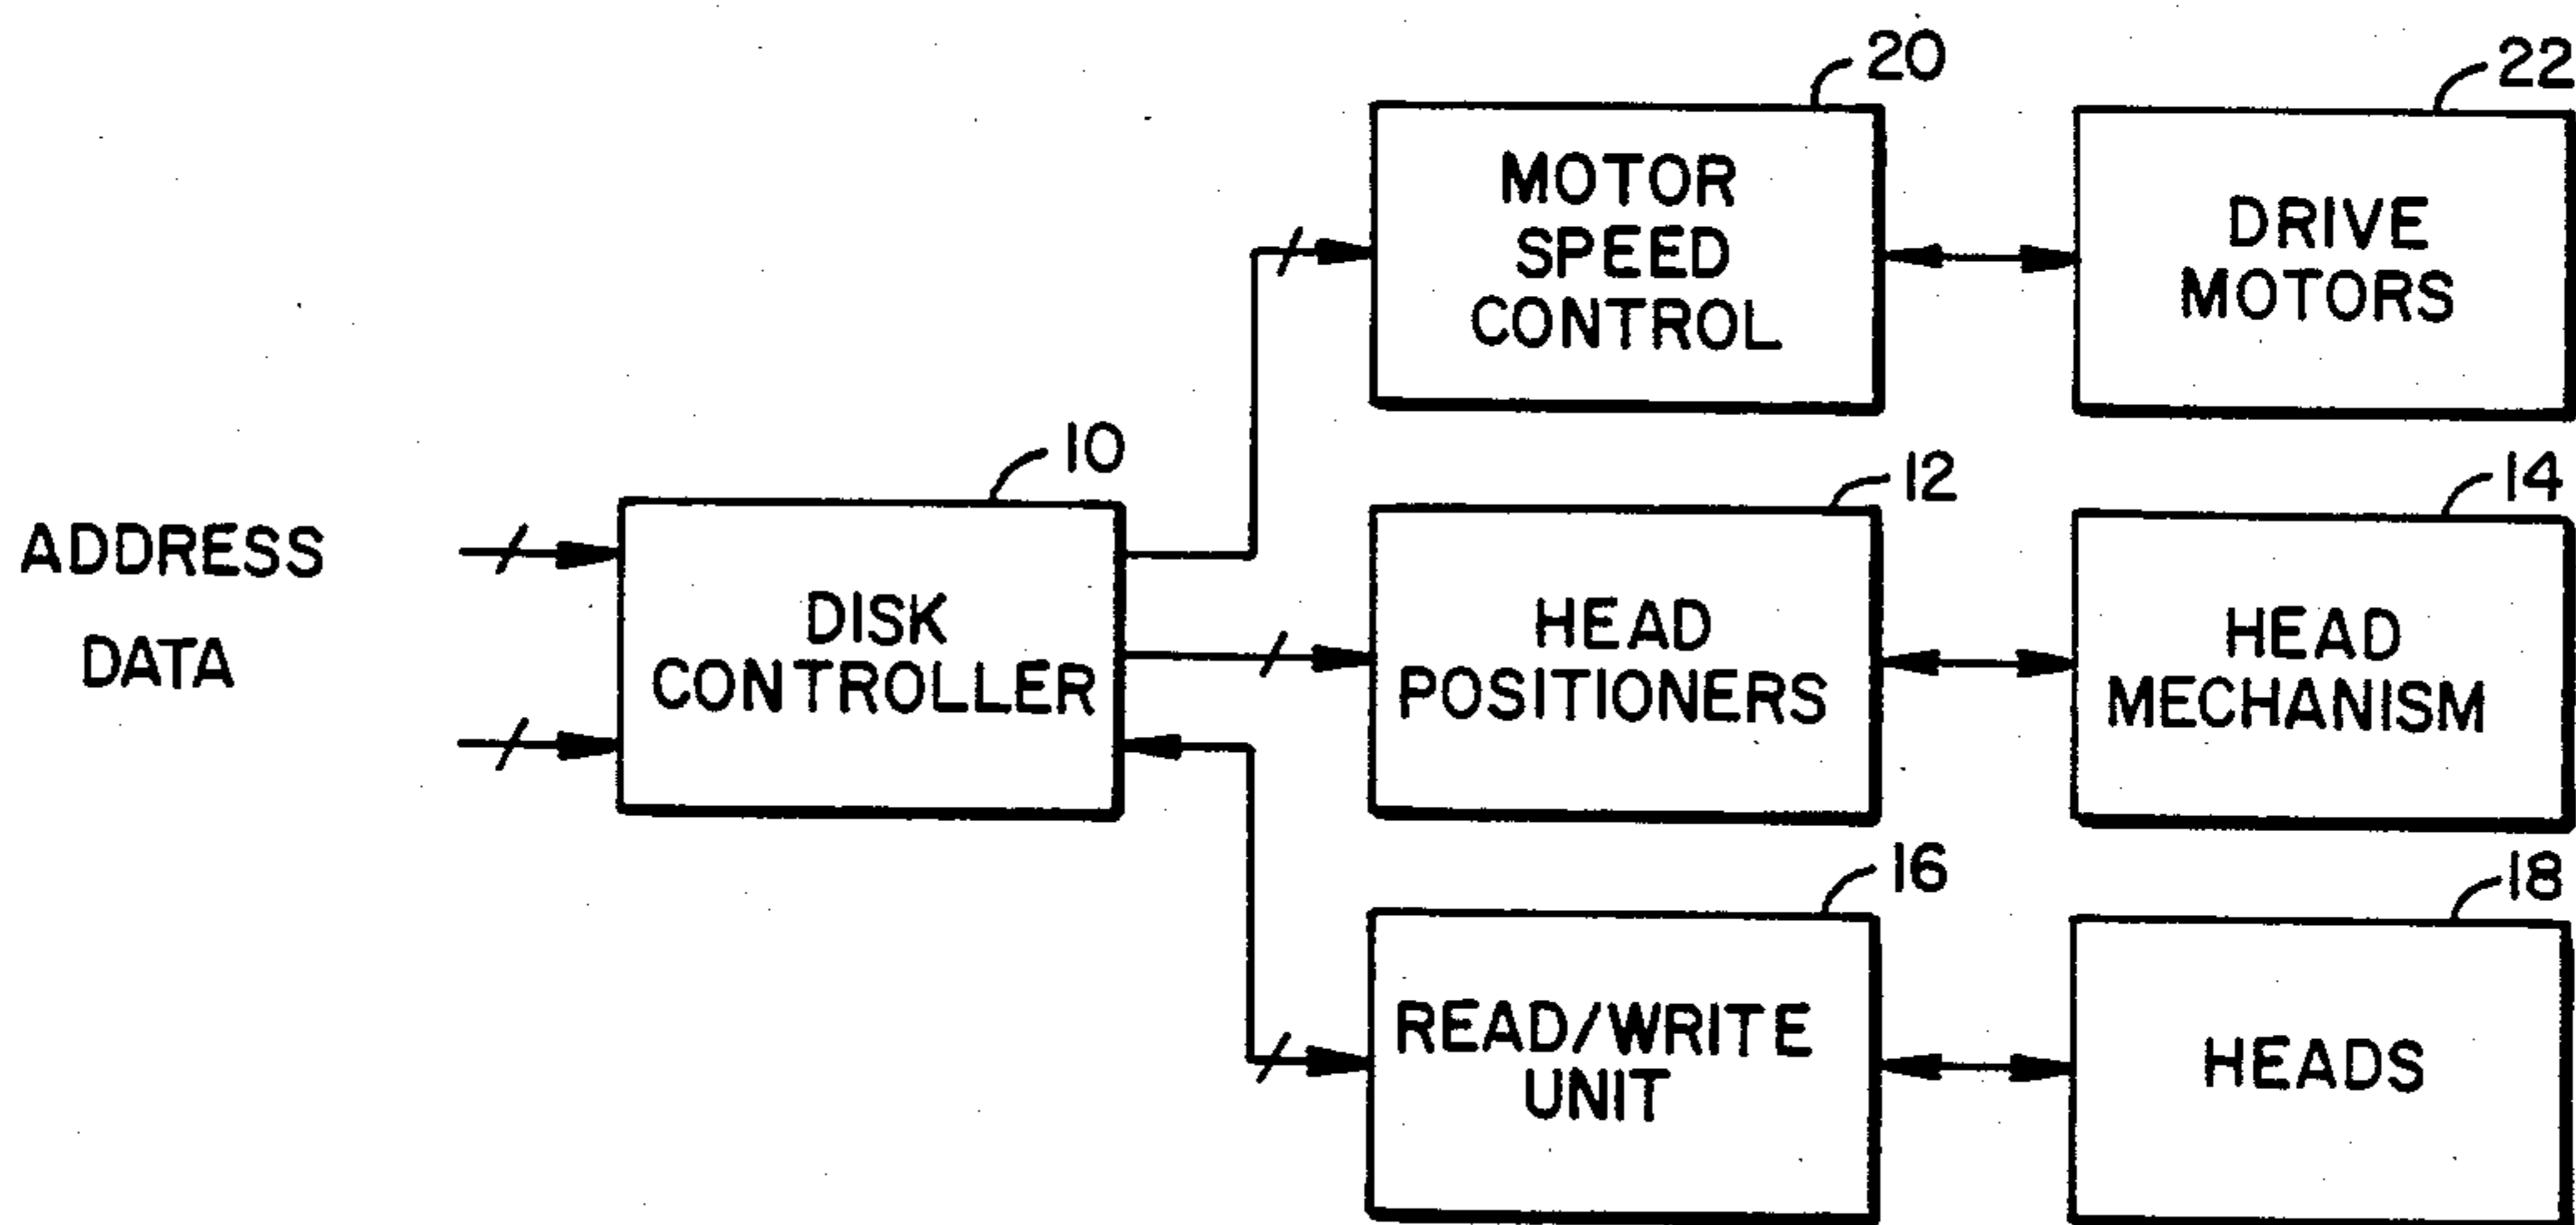 20
22
MOTOR
SPEED
CONTROL
DRIVE
MOTORS
10
12
14
ADDRESS
DATA
DISK
CONTROLLER
HEAD
POSITIONERS
HEAD
MECHANISM
16
18
READ/WRITE
UNIT
HEADS